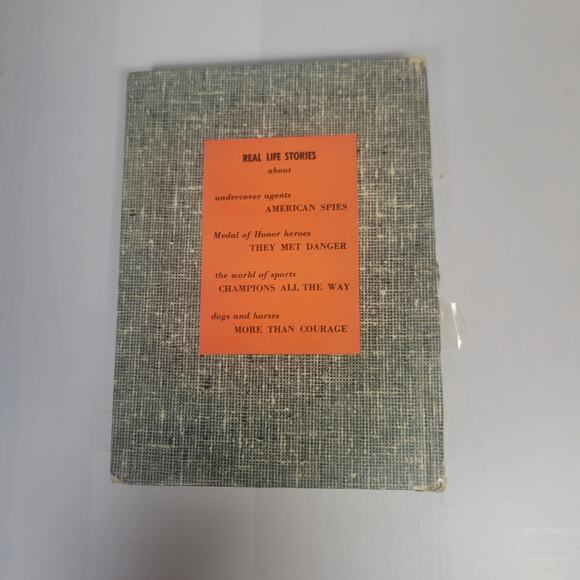 REAL LIFE STORIES
about
undercover agents
AMERICAN SPIES
Medal of Honor heroes
THEY MET DANGER
the world of sports
CHAMPIONS ALL THE WAY
dogs and horses
MORE THAN COURAGE